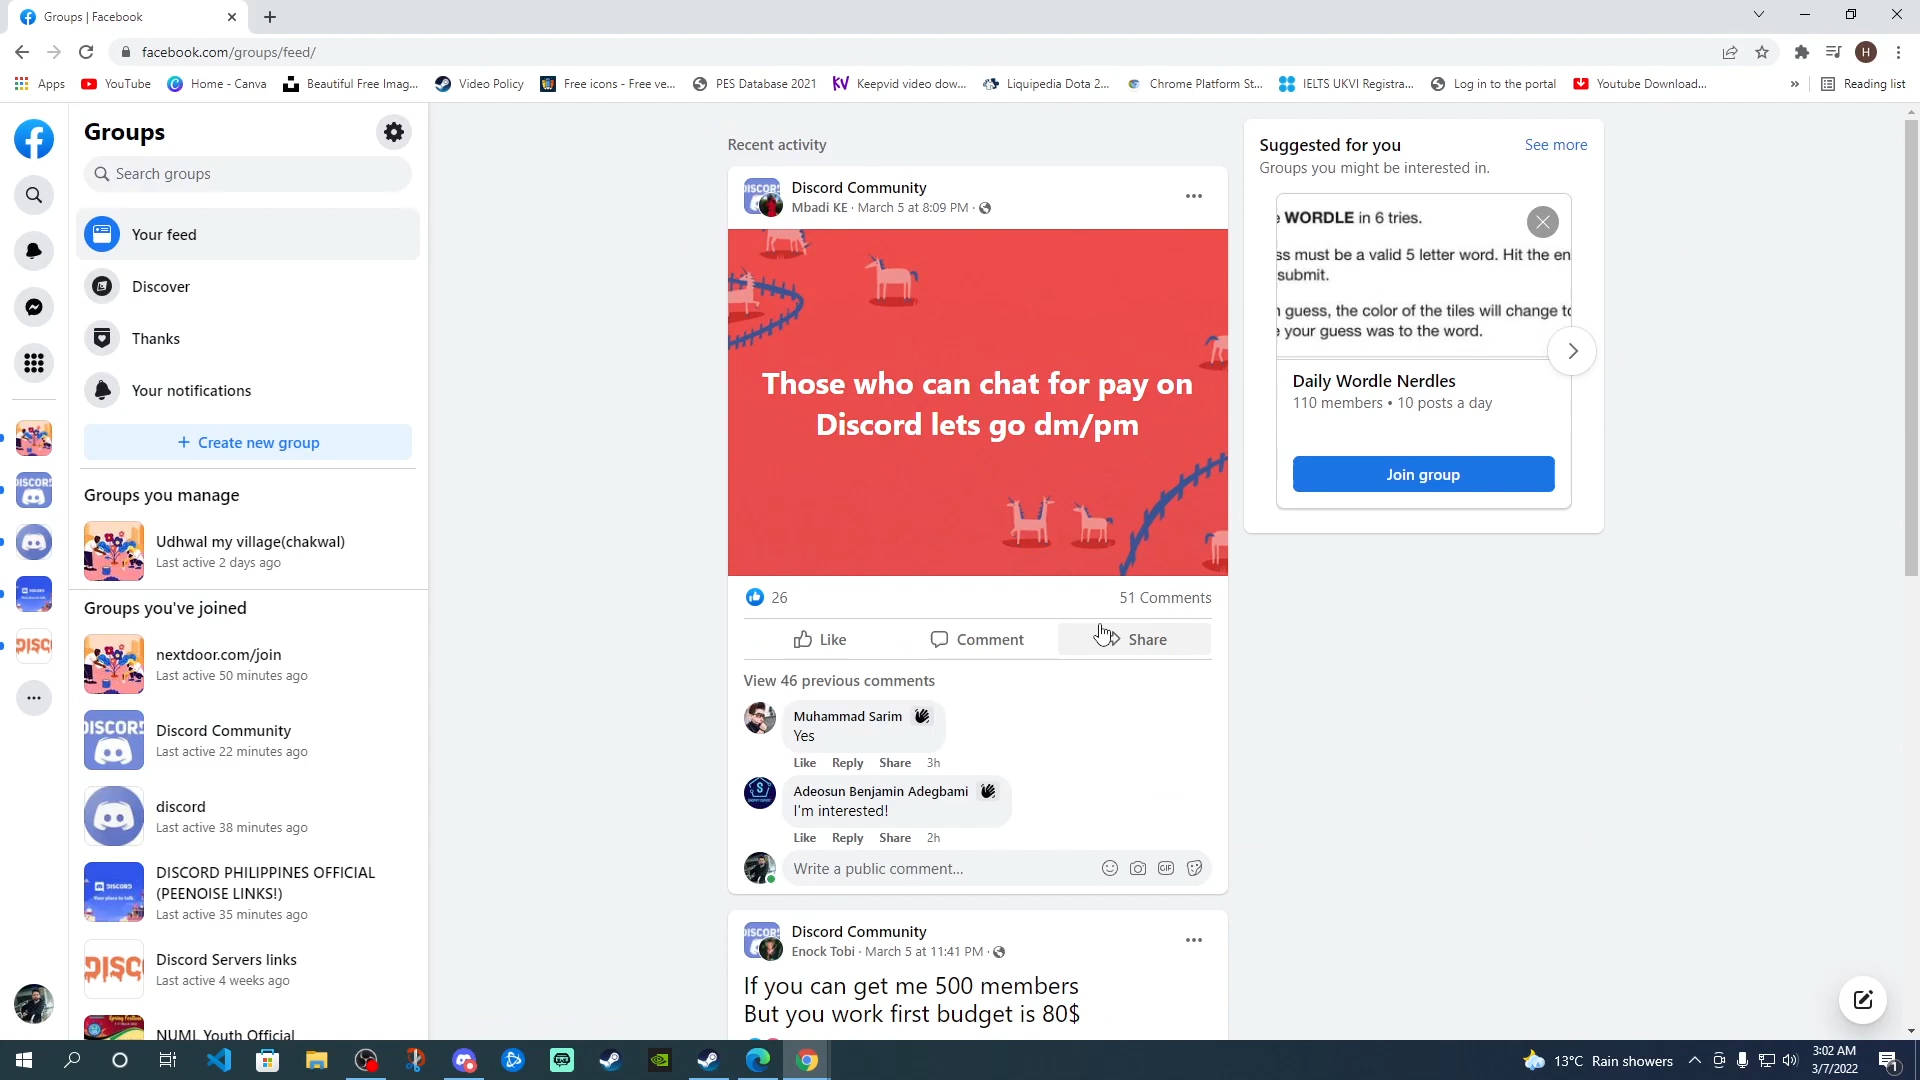 Groups | Facebook
facebook.com/groups/feed/
H
Apps
YouTube
Home - Canva
Beautiful Free Imag...
Video Policy
Free icons - Free ve...
PES Database 2021
Keepvid video dow...
Liquipedia Dota 2...
Chrome Platform St...
IELTS UKVI Registra...
Log in to the portal
Youtube Download...
»
Reading list
Groups
Search groups
Your feed
Discover
Thanks
Your notifications
+ Create new group
Groups you manage
Udhwal my village(chakwal)
Last active 2 days ago
Groups you've joined
nextdoor.com/join
Last active 50 minutes ago
Discord Community
Last active 22 minutes ago
discord
Last active 38 minutes ago
DISCORD PHILIPPINES OFFICIAL
(PEENOISE LINKS!)
Last active 35 minutes ago
Discord Servers links
Last active 4 weeks ago
NUML Youth Official
Recent activity
Discord Community
Mbadi KE · March 5 at 8:09 PM ·
Those who can chat for pay on
Discord lets go dm/pm
26
51 Comments
Like
Comment
Share
View 46 previous comments
Muhammad Sarim
Yes
Like Reply Share 3h
Adeosun Benjamin Adegbami
I'm interested!
Like Reply Share 2h
Write a public comment...
GIF
Discord Community
Enock Tobi · March 5 at 11:41 PM ·
If you can get me 500 members
But you work first budget is 80$
Suggested for you
See more
Groups you might be interested in.
WORDLE in 6 tries.
ss must be a valid 5 letter word. Hit the en
submit.
guess, the color of the tiles will change to
your guess was to the word.
Daily Wordle Nerdles
110 members • 10 posts a day
Join group
13°C Rain showers
3:02 AM
3/7/2022
1